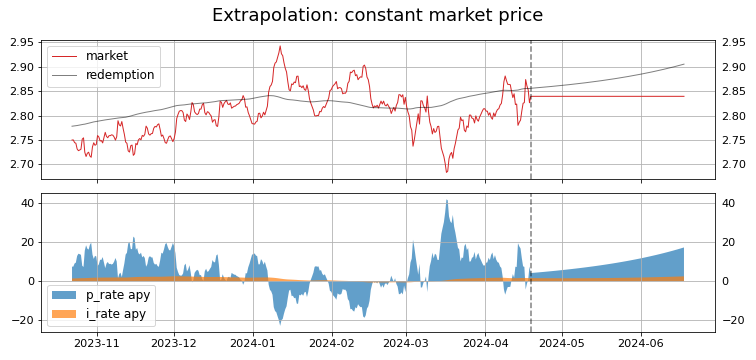 Extrapolation: constant market price
2.95 2.95
2.90 2.90
2.85 2.85
2.80 2.80
2.75 2.75
2.70 2.70
market
redemption
40 40
20 20
0 0
−20 −20
p_rate apy
i_rate apy
2023-11 2023-12 2024-01 2024-02 2024-03 2024-04 2024-05 2024-06